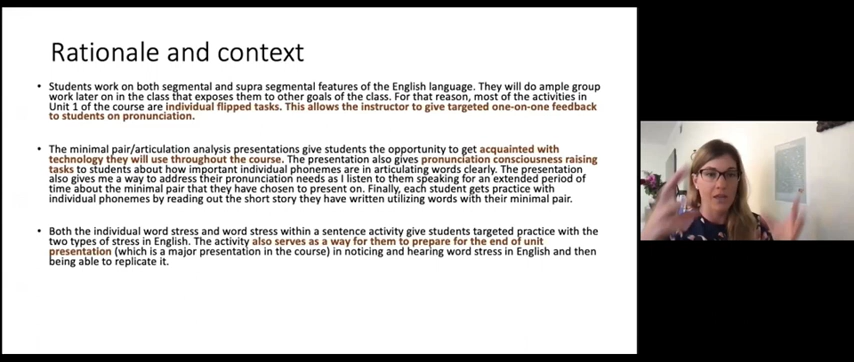 Rationale and context
• Students work on both segmental and supra segmental features of the English language. They will do ample group
work later on in the class that exposes them to other goals of the class. For that reason, most of the activities in
Unit 1 of the course are individual flipped tasks. This allows the instructor to give targeted one-on-one feedback
to students on pronunciation.
• The minimal pair/articulation analysis presentations give students the opportunity to get acquainted with
technology they will use throughout the course. The presentation also gives pronunciation consciousness raising
tasks to students about how important individual phonemes are in articulating words clearly. The presentation
also gives me a way to address their pronunciation needs as I listen to them speaking for an extended period of
time about the minimal pair that they have chosen to present on. Finally, each student gets practice with
individual phonemes by reading out the short story they have written utilizing words with their minimal pair.
• Both the individual word stress and word stress within a sentence activity give students targeted practice with the
two types of stress in English. The activity also serves as a way for them to prepare for the end of unit
presentation (which is a major presentation in the course) in noticing and hearing word stress in English and then
being able to replicate it.